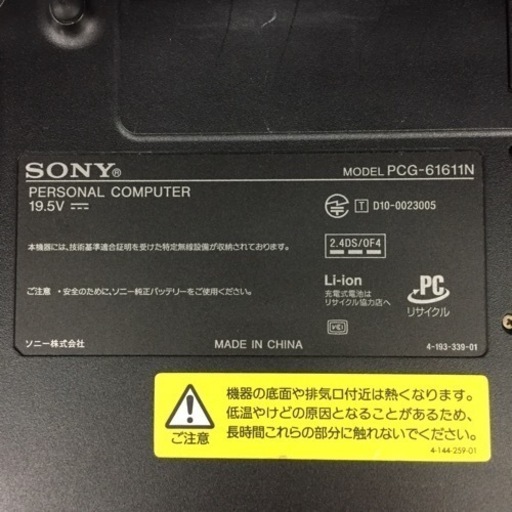 SONY®
MODEL PCG-61611N
PERSONAL COMPUTER
19.5V
T D10-0023005
本機器には、技術基準適合証明を受けた特定無線設備が収納されております。
2.4DS/OF4
ご注意 ・安全のために、ソニー純正バッテリーをご使用ください。
Li-ion
充電式電池は
リサイクル協力店へ
PC
リサイクル
VCI
ソニー株式会社
MADE IN CHINA
4-193-339-01
ご注意
機器の底面や排気口付近は熱くなります。
低温やけどの原因となることがあるため、
長時間これらの部分に触れないでください。
4-144-259-01